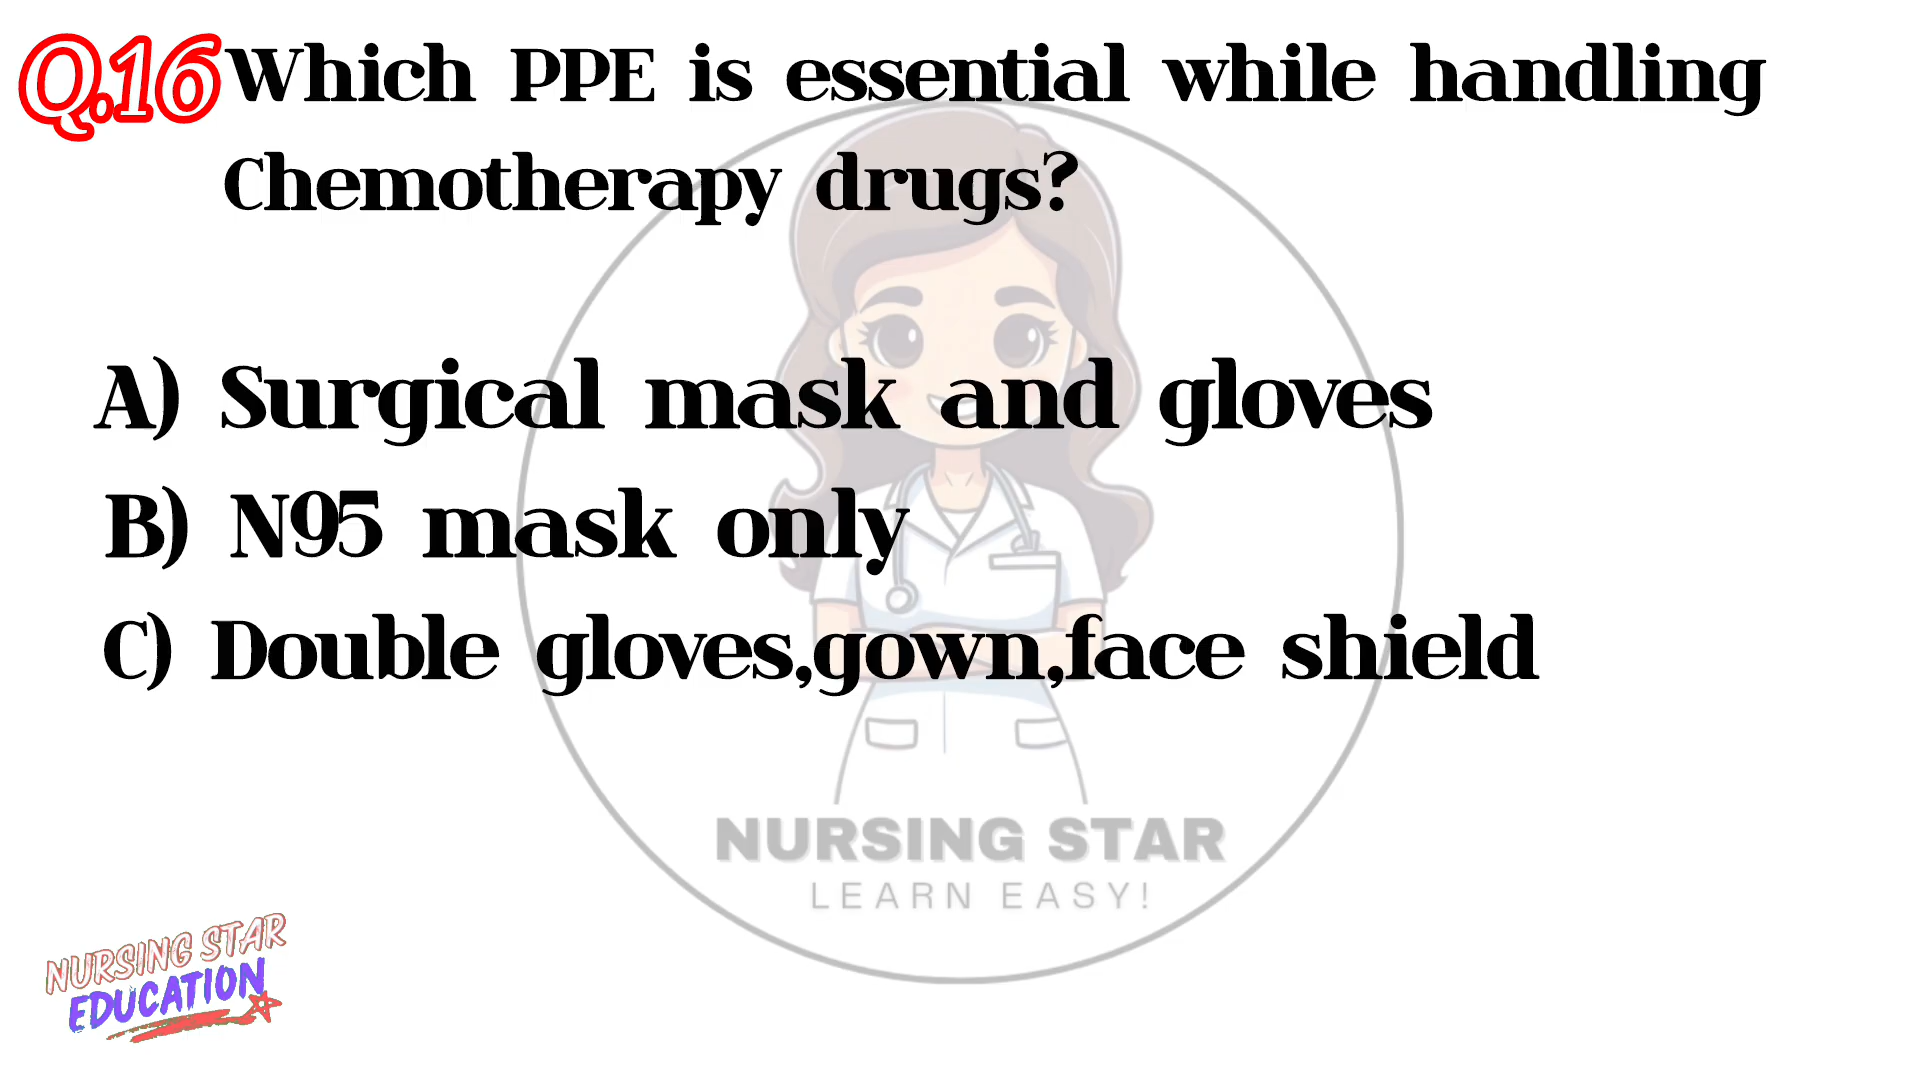 Q.16 Which PPE is essential while handling
Chemotherapy drugs?
A) Surgical mask and gloves
B) N95 mask only
C) Double gloves,gown,face shield
NURSING STAR
LEARN EASY!
NURSING STAR
EDUCATION